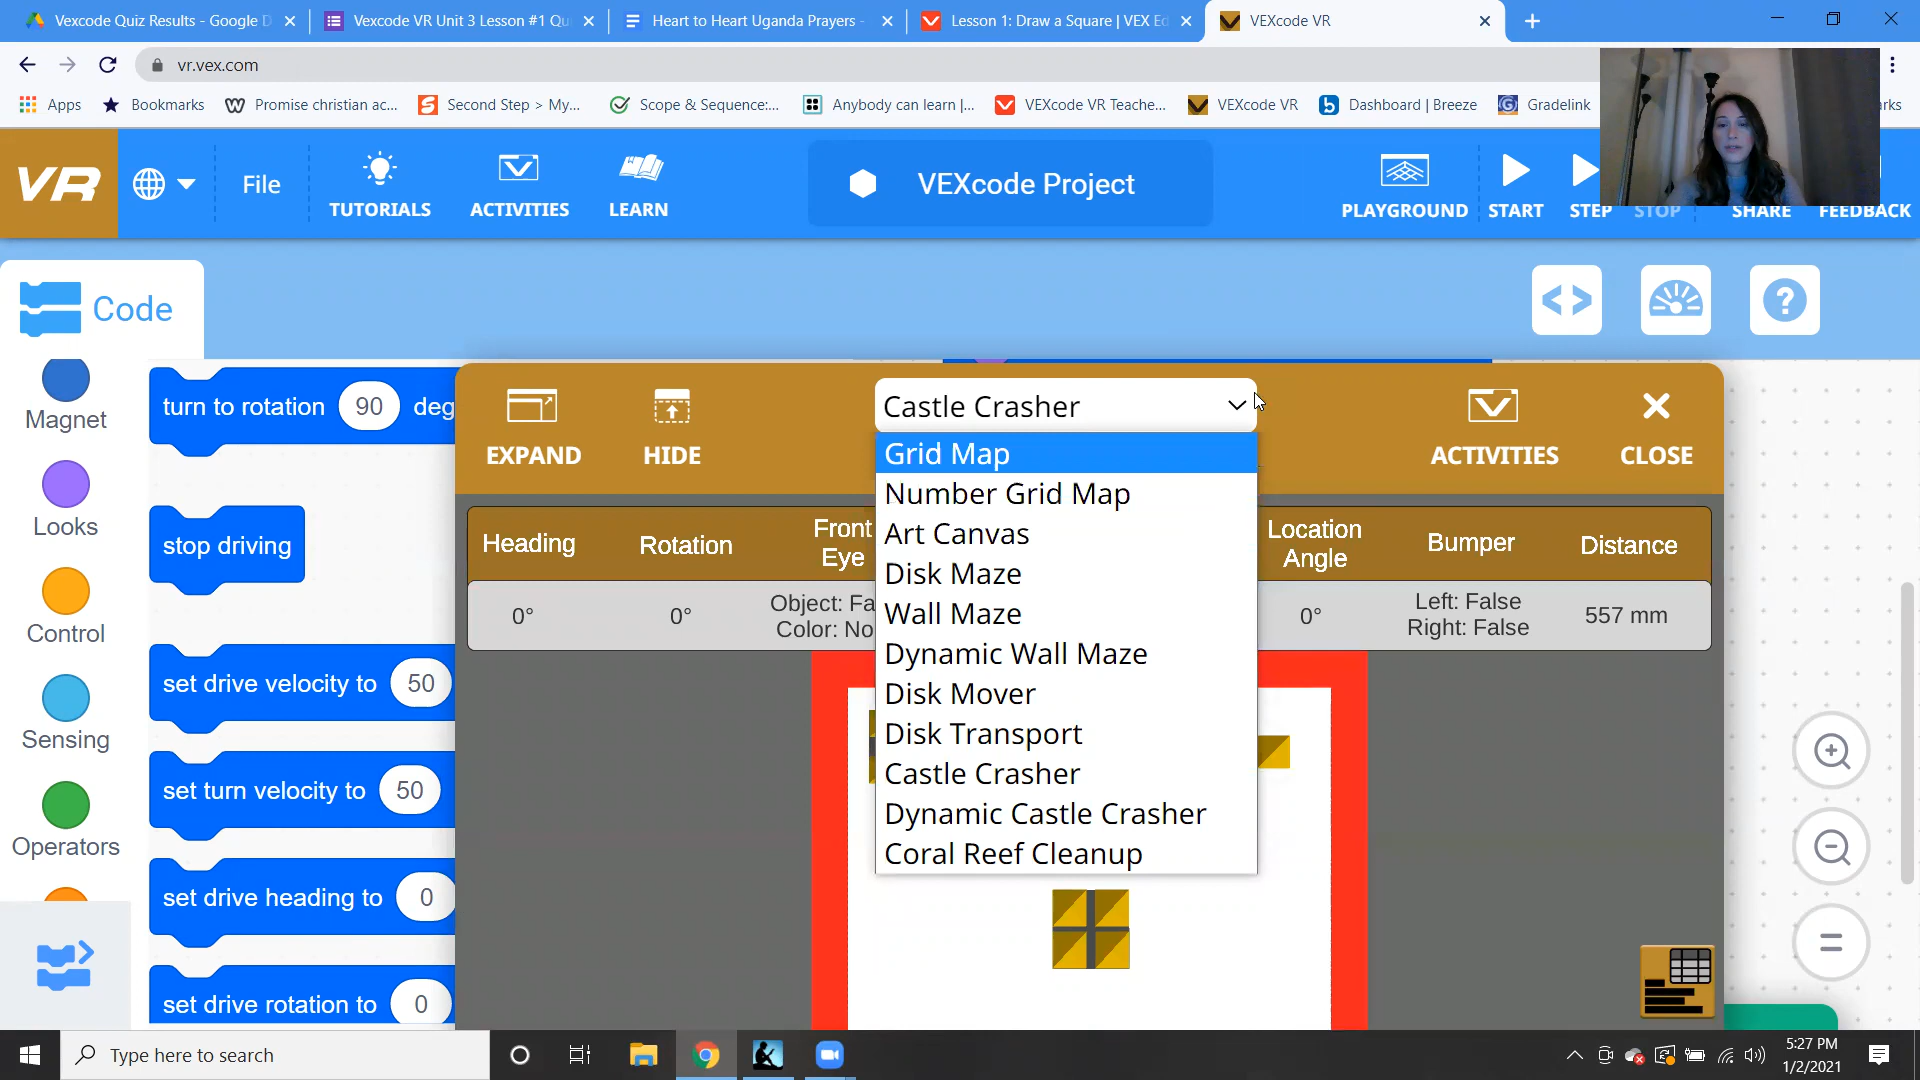 Vexcode Quiz Results - Google D
Vexcode VR Unit 3 Lesson #1 Qu
Heart to Heart Uganda Prayers -
Lesson 1: Draw a Square | VEX Ed
VEXcode VR
vr.vex.com
Apps
Bookmarks
Promise christian ac...
Second Step > My...
Scope & Sequence:...
Anybody can learn |...
VEXcode VR Teache...
VEXcode VR
Dashboard | Breeze
Gradelink
VR
File
TUTORIALS
ACTIVITIES
LEARN
VEXcode Project
PLAYGROUND
START
STEP
STOP
SHARE
FEEDBACK
Code
Magnet
Looks
Control
Sensing
Operators
turn to rotation 90 deg
stop driving
set drive velocity to 50
set turn velocity to 50
set drive heading to 0
set drive rotation to 0
EXPAND
HIDE
Castle Crasher
ACTIVITIES
CLOSE
Grid Map
Number Grid Map
Art Canvas
Disk Maze
Wall Maze
Dynamic Wall Maze
Disk Mover
Disk Transport
Castle Crasher
Dynamic Castle Crasher
Coral Reef Cleanup
Heading
Rotation
Front
Eye
Location
Angle
Bumper
Distance
0°
0°
Object: Fa
Color: No
0°
Left: False
Right: False
557 mm
Type here to search
5:27 PM
1/2/2021